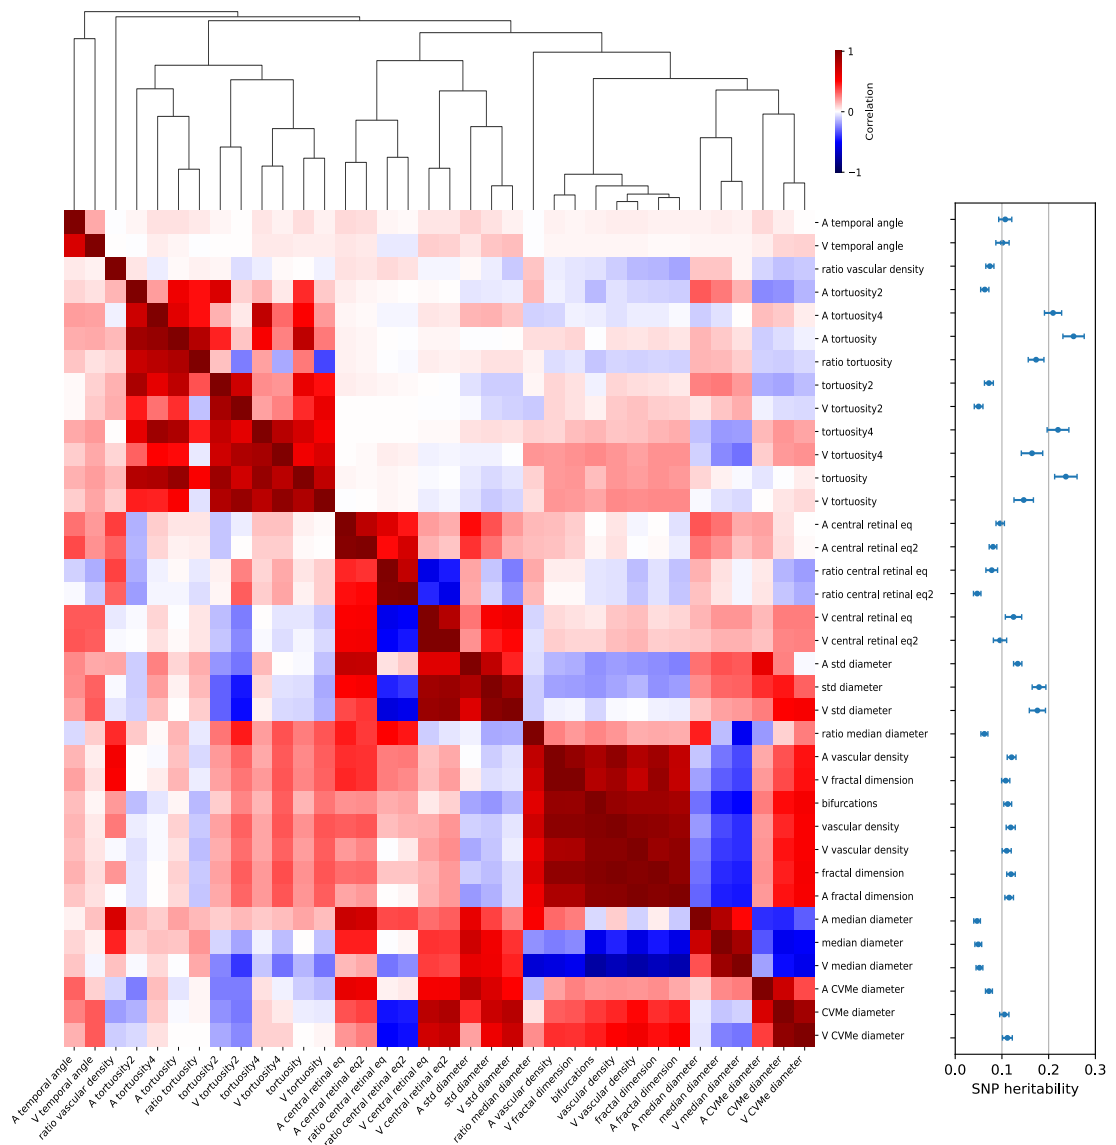 1
0
−1
Correlation
A temporal angle
V temporal angle
ratio vascular density
A tortuosity2
A tortuosity4
A tortuosity
ratio tortuosity
tortuosity2
V tortuosity2
tortuosity4
V tortuosity4
tortuosity
V tortuosity
A central retinal eq
A central retinal eq2
ratio central retinal eq
ratio central retinal eq2
V central retinal eq
V central retinal eq2
A std diameter
std diameter
V std diameter
ratio median diameter
A vascular density
V fractal dimension
bifurcations
vascular density
V vascular density
fractal dimension
A fractal dimension
A median diameter
median diameter
V median diameter
A CVMe diameter
CVMe diameter
V CVMe diameter
A temporal angle
V temporal angle
ratio vascular density
A tortuosity2
A tortuosity4
A tortuosity
ratio tortuosity
tortuosity2
V tortuosity2
tortuosity4
V tortuosity4
tortuosity
V tortuosity
A central retinal eq
A central retinal eq2
ratio central retinal eq
ratio central retinal eq2
V central retinal eq
V central retinal eq2
A std diameter
std diameter
V std diameter
ratio median diameter
A vascular density
V fractal dimension
bifurcations
vascular density
V vascular density
fractal dimension
A fractal dimension
A median diameter
median diameter
V median diameter
A CVMe diameter
CVMe diameter
V CVMe diameter
0.0 0.1 0.2 0.3
SNP heritability